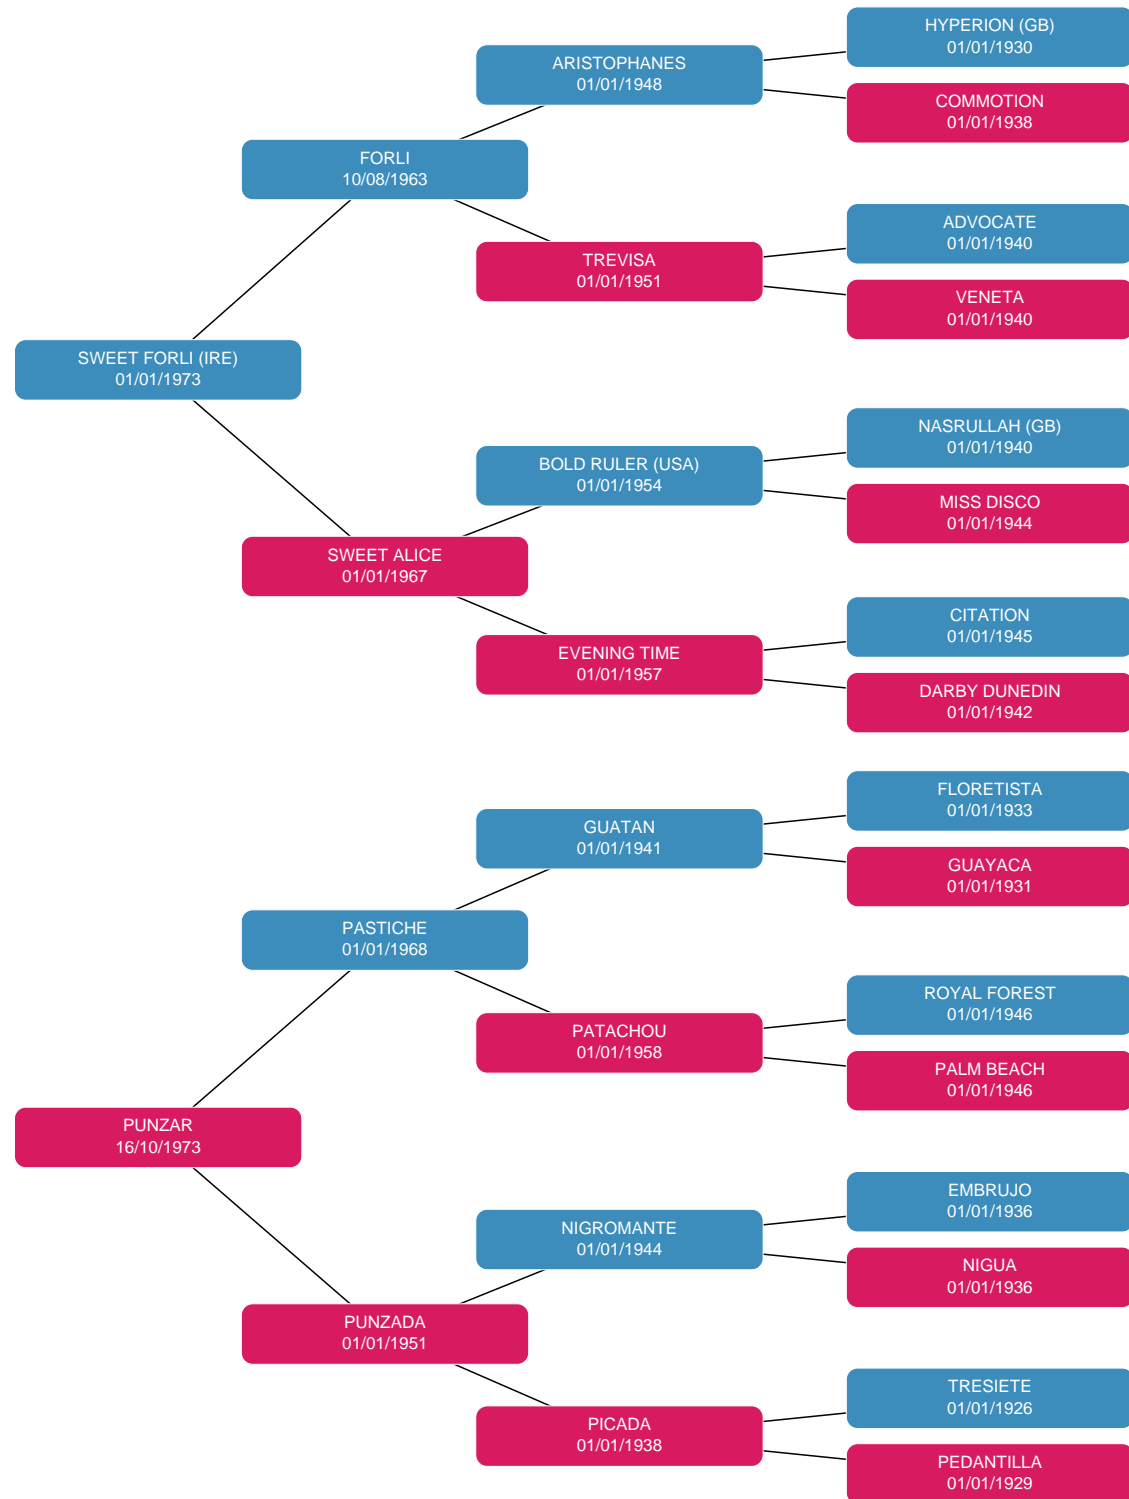 HYPERION (GB)
01/01/1930
ARISTOPHANES
01/01/1948
COMMOTION
01/01/1938
FORLI
10/08/1963
ADVOCATE
01/01/1940
TREVISA
01/01/1951
VENETA
01/01/1940
SWEET FORLI (IRE)
01/01/1973
NASRULLAH (GB)
01/01/1940
BOLD RULER (USA)
01/01/1954
MISS DISCO
01/01/1944
SWEET ALICE
01/01/1967
CITATION
01/01/1945
EVENING TIME
01/01/1957
DARBY DUNEDIN
01/01/1942
FLORETISTA
01/01/1933
GUATAN
01/01/1941
GUAYACA
01/01/1931
PASTICHE
01/01/1968
ROYAL FOREST
01/01/1946
PATACHOU
01/01/1958
PALM BEACH
01/01/1946
PUNZAR
16/10/1973
EMBRUJO
01/01/1936
NIGROMANTE
01/01/1944
NIGUA
01/01/1936
PUNZADA
01/01/1951
TRESIETE
01/01/1926
PICADA
01/01/1938
PEDANTILLA
01/01/1929